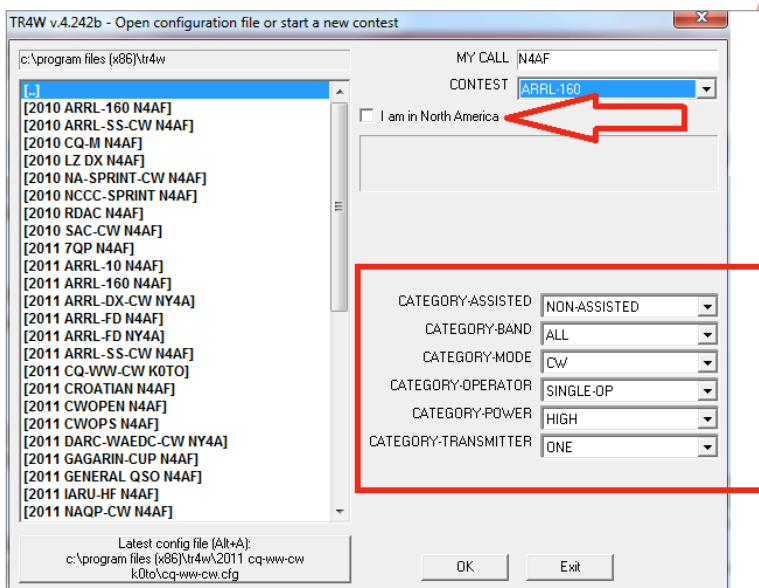 TR4W v.4.242b - Open configuration file or start a new contest
c:\program files (x86)\tr4w
[..]
[2010 ARRL-160 N4AF]
[2010 ARRL-SS-CW N4AF]
[2010 CQ-M N4AF]
[2010 LZ DX N4AF]
[2010 NA-SPRINT-CW N4AF]
[2010 NCCC-SPRINT N4AF]
[2010 RDAC N4AF]
[2010 SAC-CW N4AF]
[2011 7QP N4AF]
[2011 ARRL-10 N4AF]
[2011 ARRL-160 N4AF]
[2011 ARRL-DX-CW NY4A]
[2011 ARRL-FD N4AF]
[2011 ARRL-FD NY4A]
[2011 ARRL-SS-CW N4AF]
[2011 CQ-WW-CW K0TO]
[2011 CROATIAN N4AF]
[2011 CWOPEN N4AF]
[2011 CWOPS N4AF]
[2011 DARC-WAEDC-CW NY4A]
[2011 GAGARIN-CUP N4AF]
[2011 GENERAL QSO N4AF]
[2011 IARU-HF N4AF]
[2011 NAQP-CW N4AF]
Latest config file (Alt+A):
c:\program files (x86)\tr4w\2011 cq-ww-cw
k0to\cq-ww-cw.cfg
MY CALL N4AF
CONTEST ARRL-160
I am in North America
CATEGORY-ASSISTED NON-ASSISTED
CATEGORY-BAND ALL
CATEGORY-MODE CW
CATEGORY-OPERATOR SINGLE-OP
CATEGORY-POWER HIGH
CATEGORY-TRANSMITTER ONE
OK Exit